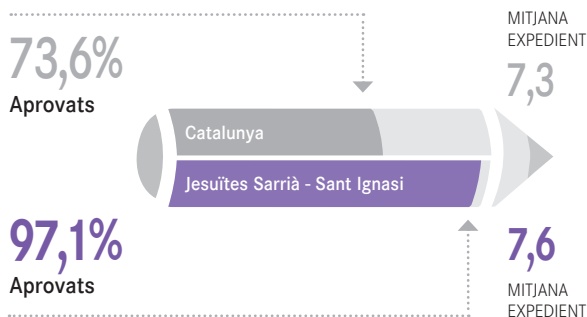 73,6%
Aprovats
MITJANA
EXPEDIENT
7,3
Catalunya
Jesuïtes Sarrià - Sant Ignasi
97,1%
Aprovats
7,6
MITJANA
EXPEDIENT